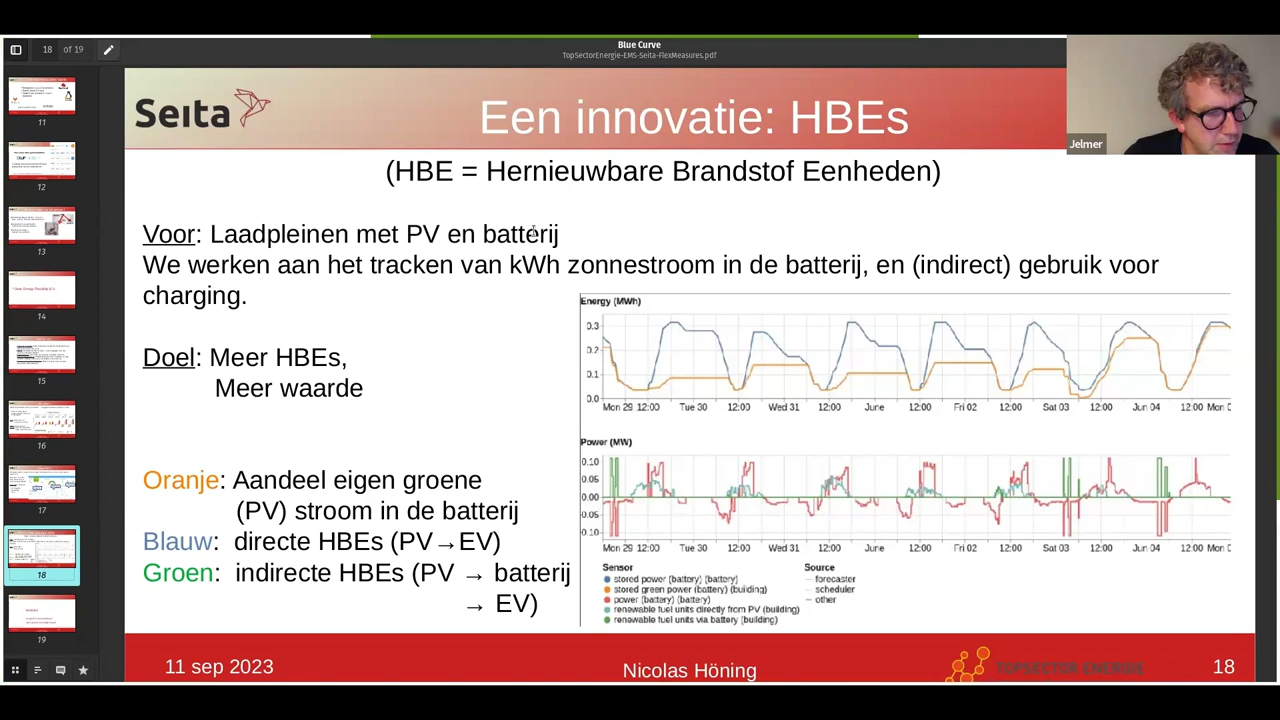 18 of 19
Blue Curve
TopSectorEnergie-EMS-Seita-FlexMeasures.pdf
Jelmer
Seita
Een innovatie: HBEs
(HBE = Hernieuwbare Brandstof Eenheden)
Voor: Laadpleinen met PV en batterij
We werken aan het tracken van kWh zonnestroom in de batterij, en (indirect) gebruik voor
charging.
Doel: Meer HBEs,
Meer waarde
Oranje: Aandeel eigen groene
(PV) stroom in de batterij
Blauw: directe HBEs (PV→EV)
Groen: indirecte HBEs (PV → batterij
→ EV)
Energy (MWh)
0.3
0.2
0.1
0.0
Mon 29 12:00 Tue 30 12:00 Wed 31 12:00 June 12:00 Fri 02 12:00 Sat 03 12:00 Jun 04 12:00 Mon
Power (MW)
0.10
0.05
0.00
0.05
0.10
Mon 29 12:00 Tue 30 12:00 Wed 31 12:00 June 12:00 Fri 02 12:00 Sat 03 12:00 Jun 04 12:00 Mon
Sensor Source
stored power (battery) (battery) forecaster
stored green power (battery) (building) scheduler
power (battery) (battery) other
renewable fuel units directly from PV (building)
renewable fuel units via battery (building)
11
12
13
14
15
16
17
18
19
11 sep 2023
Nicolas Höning
TOPSECTOR ENERGIE
18